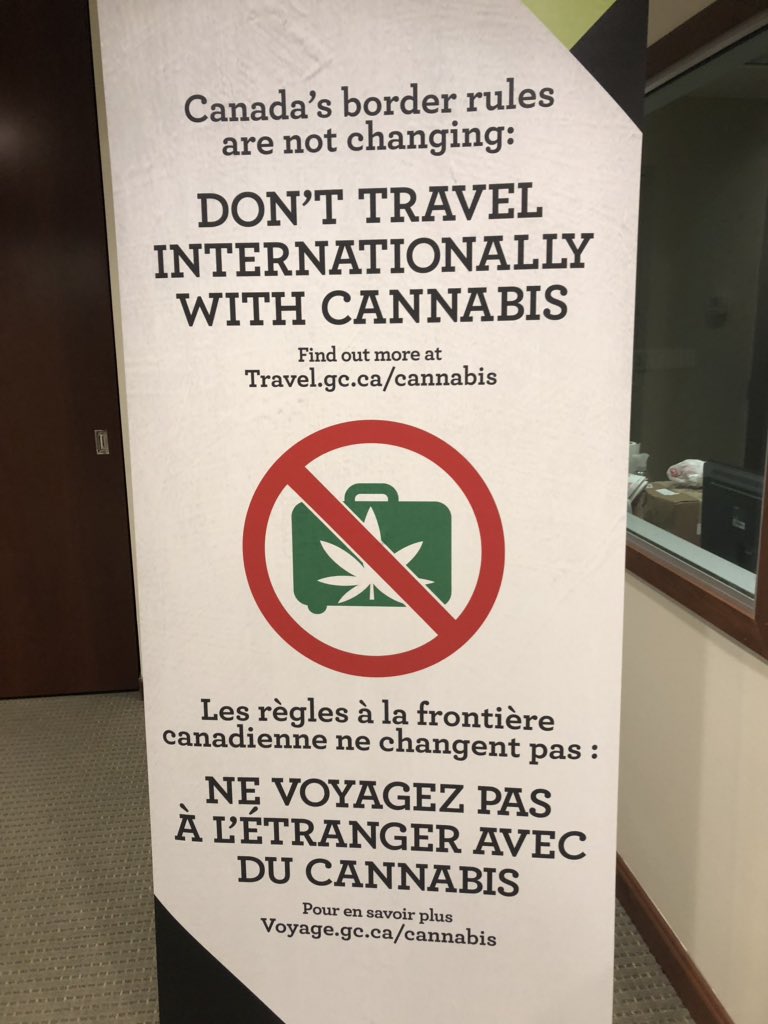 Canada's border rules
are not changing:
DON'T TRAVEL
INTERNATIONALLY
WITH CANNABIS
Find out more at
Travel.gc.ca/cannabis
Les règles à la frontière
canadienne ne changent pas :
NE VOYAGEZ PAS
À L'ÉTRANGER AVEC
DU CANNABIS
Pour en savoir plus
Voyage.gc.ca/cannabis